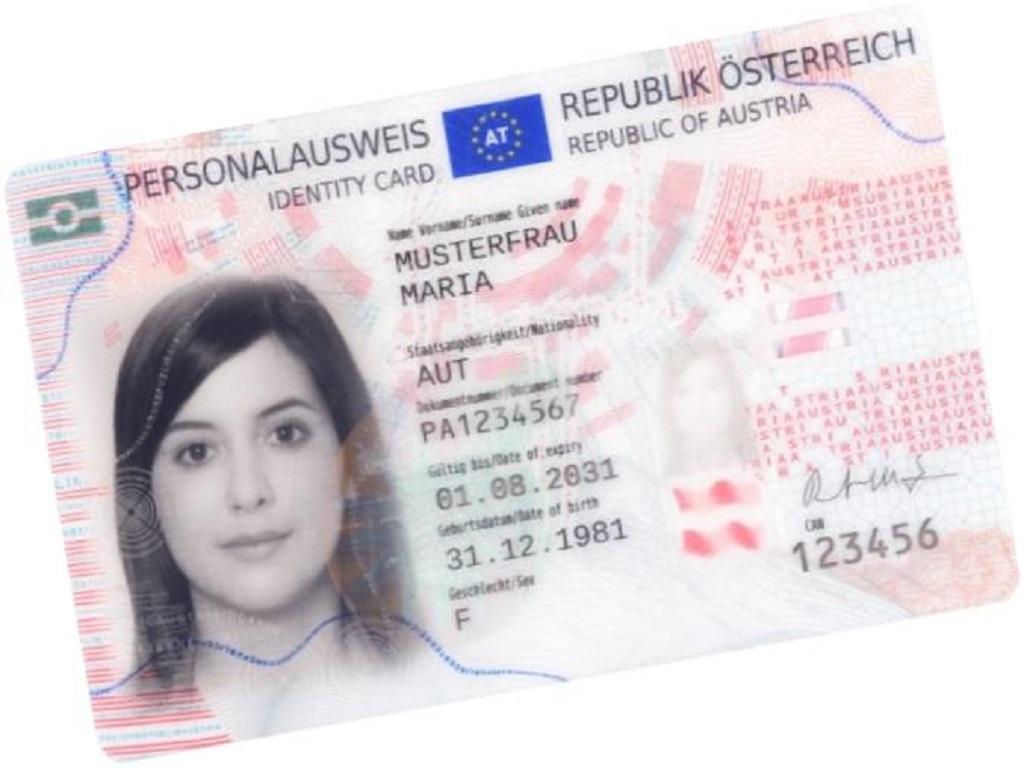 PERSONALAUSWEIS
IDENTITY CARD
AT
REPUBLIK ÖSTERREICH
REPUBLIC OF AUSTRIA
Name Vorname/Surname Given name
MUSTERFRAU
MARIA
Staatsangehörigkeit/Nationality
AUT
Dokumentnummer/Document number
PA1234567
Gültig bis/Date of expiry
01.08.2031
Geburtsdatum/Date of birth
31.12.1981
Geschlecht/Sex
F
CAN
123456